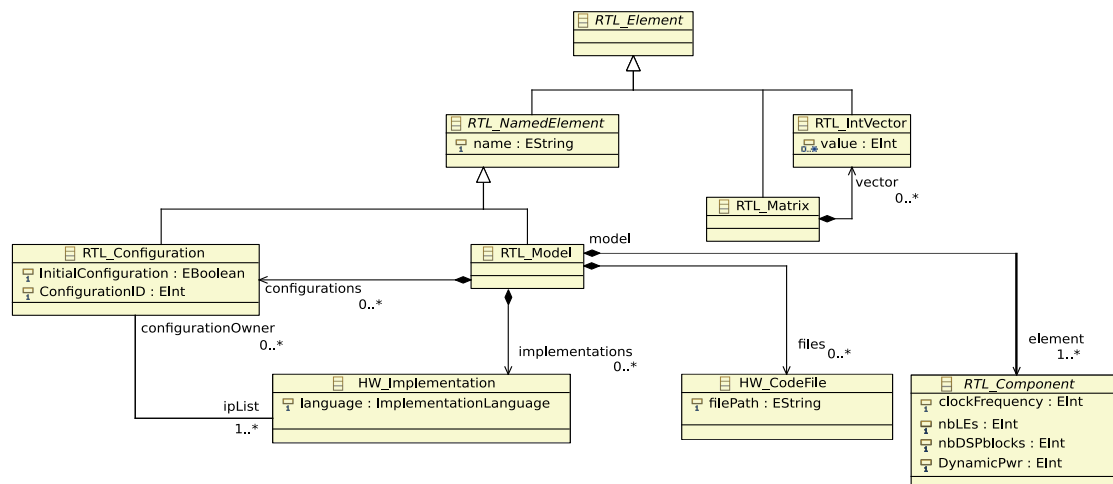 RTL_Element
RTL_NamedElement
name : EString
RTL_IntVector
0..*
value : EInt
vector
0..*
RTL_Matrix
RTL_Configuration
InitialConfiguration : EBoolean
ConfigurationID : EInt
RTL_Model
model
configurations
0..*
configurationOwner
0..*
implementations
0..*
files
0..*
element
1..*
HW_Implementation
language : ImplementationLanguage
ipList
1..*
HW_CodeFile
filePath : EString
RTL_Component
clockFrequency : EInt
nbLEs : EInt
nbDSPblocks : EInt
DynamicPwr : EInt